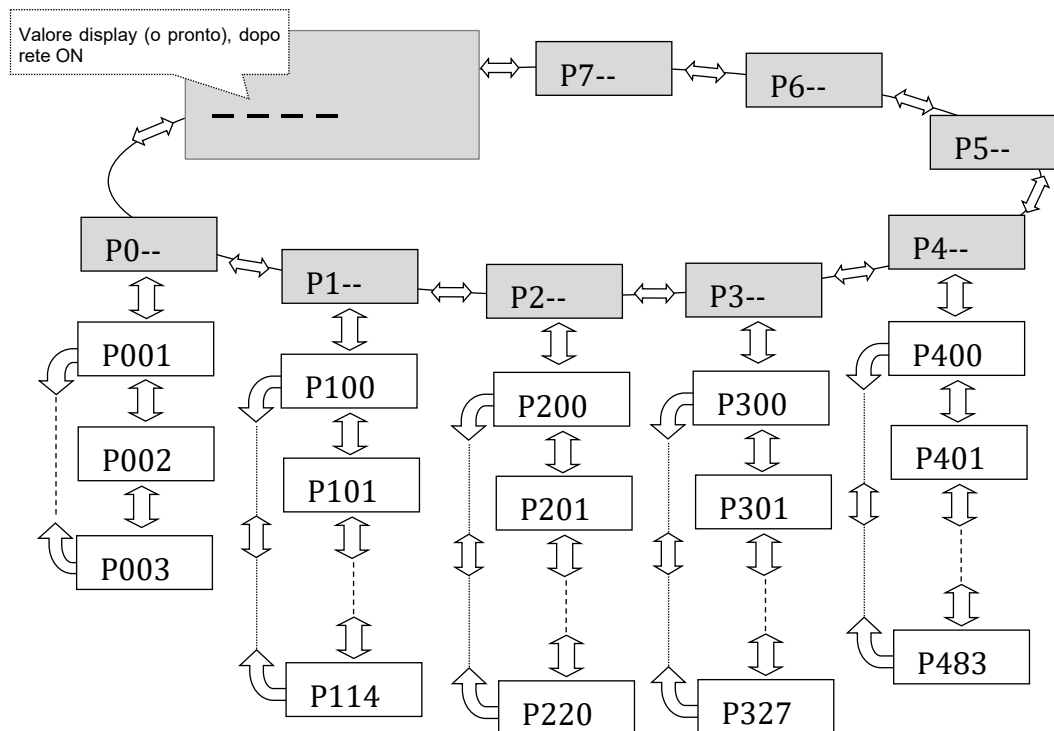 Valore display (o pronto), dopo
rete ON
– – – –
P7--
P6--
P5--
P0--
P1--
P2--
P3--
P4--
P001
P100
P200
P300
P400
P002
P101
P201
P301
P401
P003
P114
P220
P327
P483